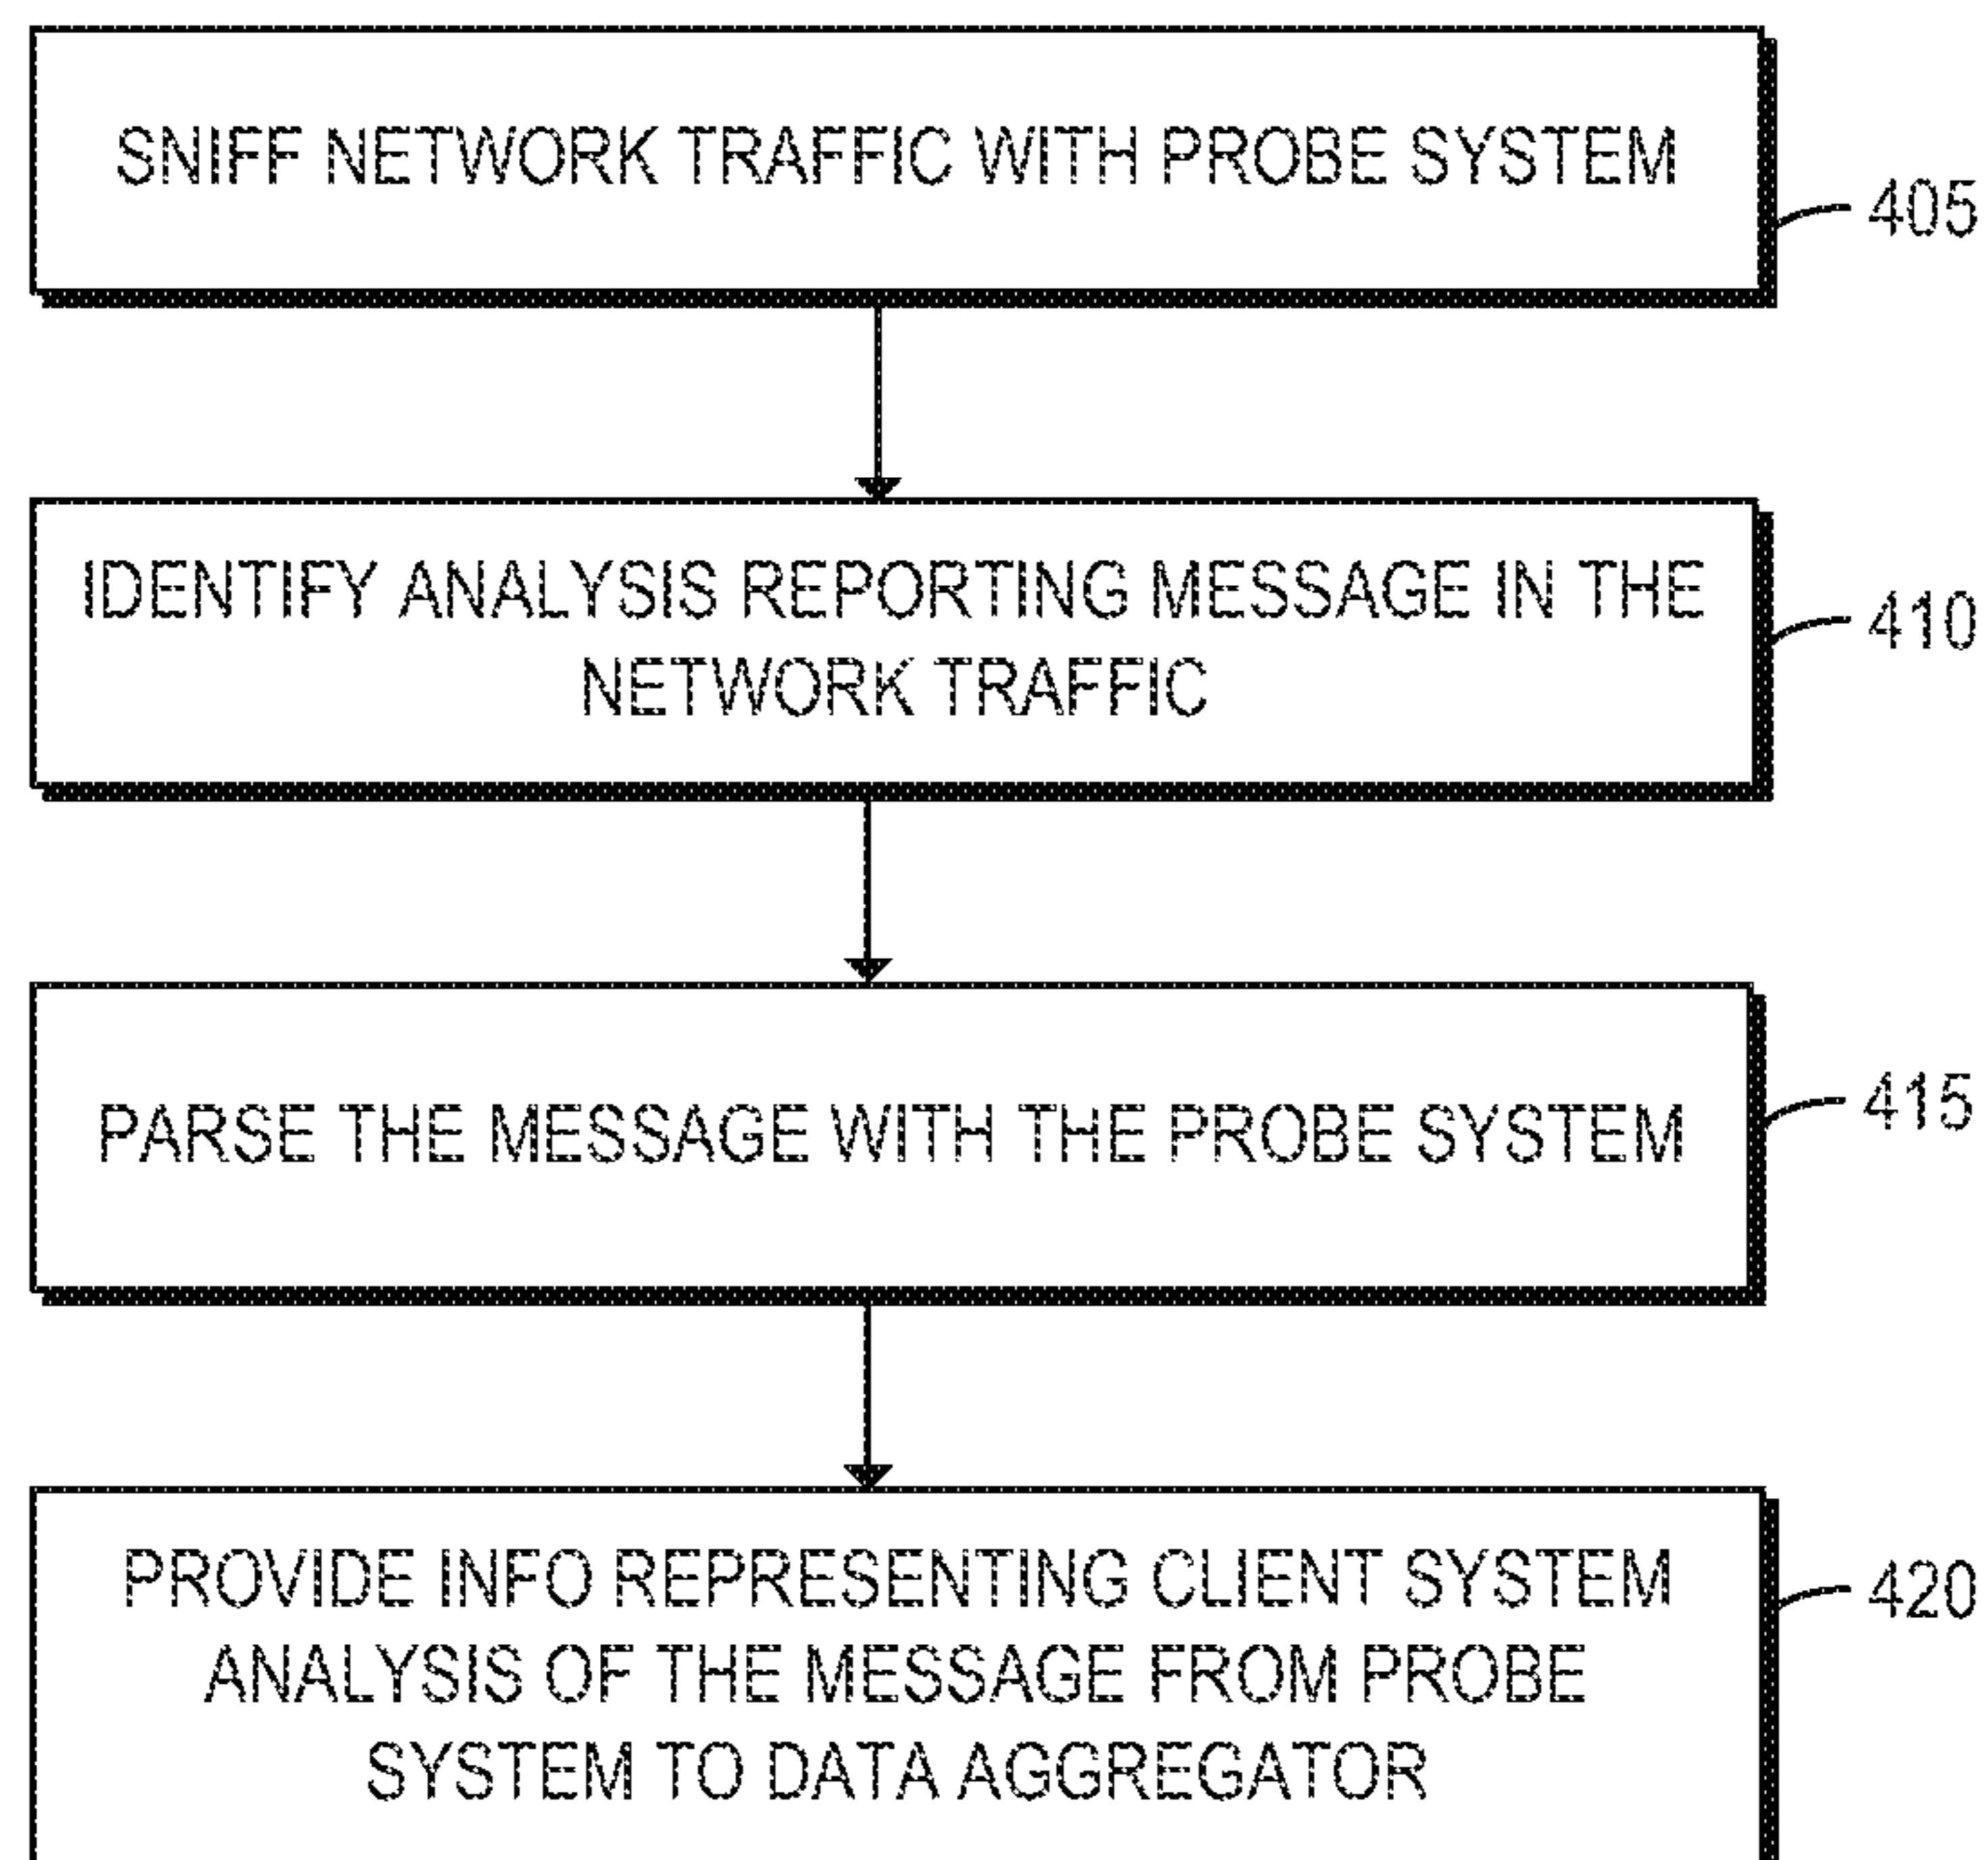 SNIFF NETWORK TRAFFIC WITH PROBE SYSTEM
405
IDENTIFY ANALYSIS REPORTING MESSAGE IN THE
NETWORK TRAFFIC
410
PARSE THE MESSAGE WITH THE PROBE SYSTEM
415
PROVIDE INFO REPRESENTING CLIENT SYSTEM
ANALYSIS OF THE MESSAGE FROM PROBE
SYSTEM TO DATA AGGREGATOR
420